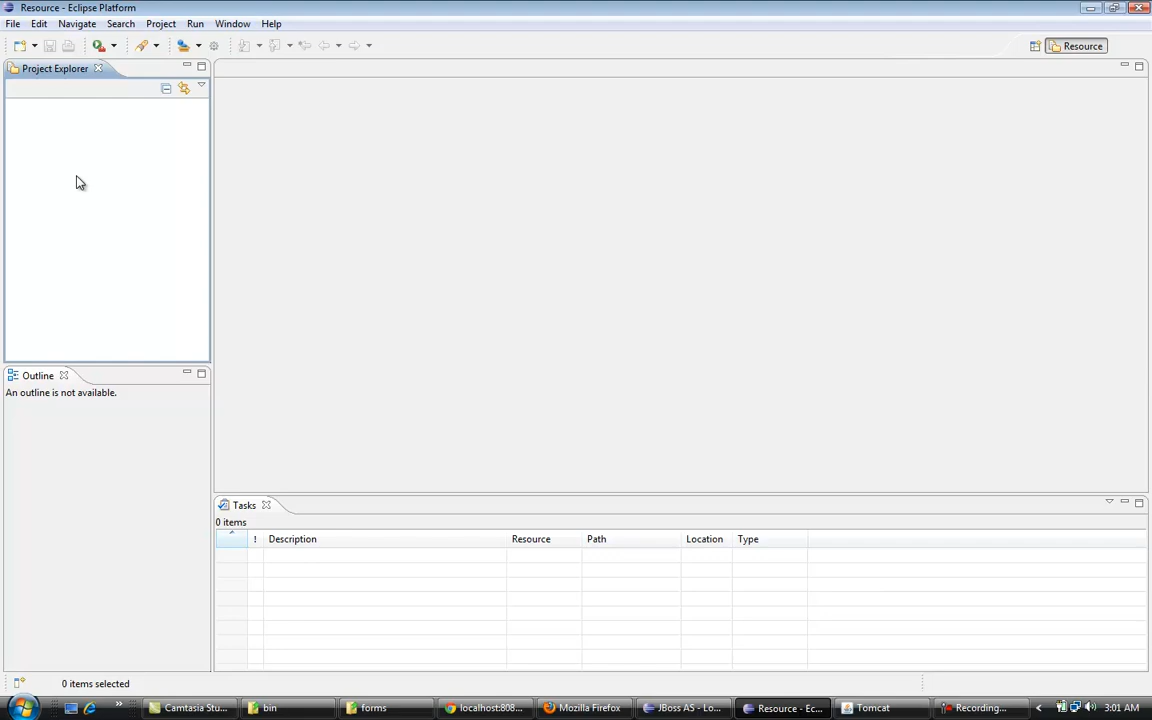 Resource - Eclipse Platform
File Edit Navigate Search Project Run Window Help
Resource
Project Explorer
Outline
An outline is not available.
Tasks
0 items
! Description Resource Path Location Type
0 items selected
Camtasia Stu... bin forms localhost:808... Mozilla Firefox JBoss AS - Lo... Resource - Ec... Tomcat Recording... 3:01 AM